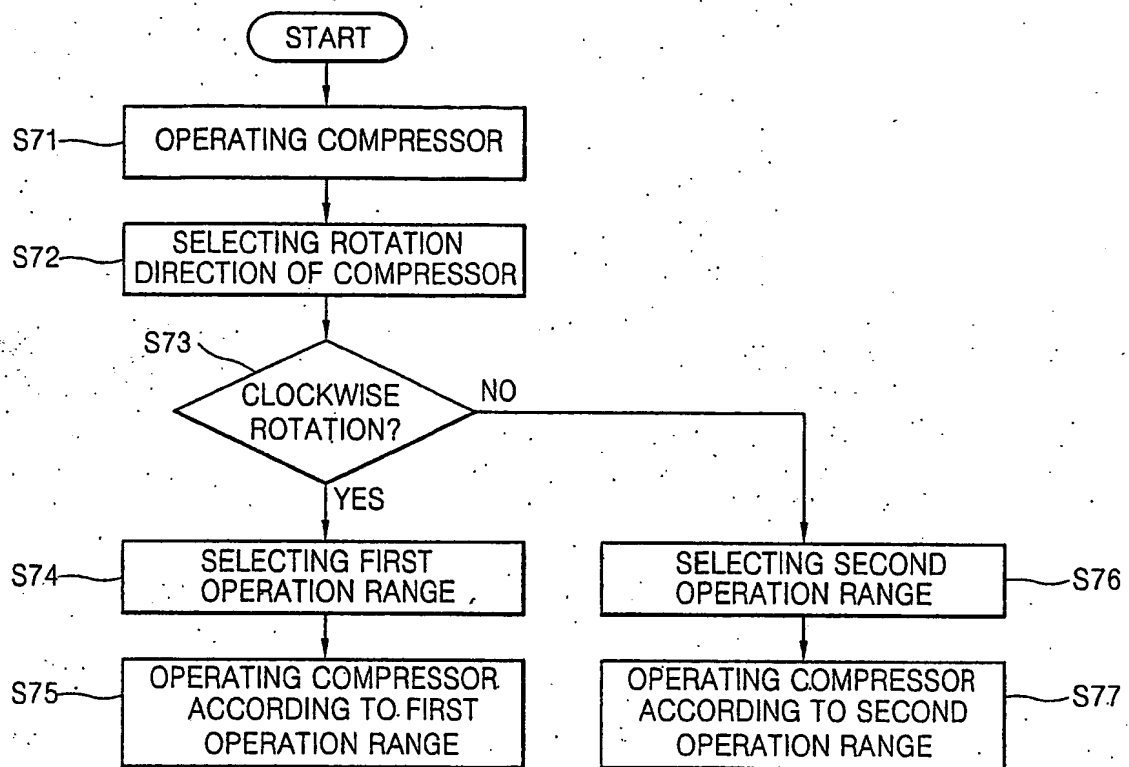 START
S71
OPERATING COMPRESSOR
S72
SELECTING ROTATION
DIRECTION OF COMPRESSOR
S73
CLOCKWISE
ROTATION?
NO
YES
S74
SELECTING FIRST
OPERATION RANGE
SELECTING SECOND
OPERATION RANGE
S76
S75
OPERATING COMPRESSOR
ACCORDING TO FIRST
OPERATION RANGE
OPERATING COMPRESSOR
ACCORDING TO SECOND
OPERATION RANGE
S77